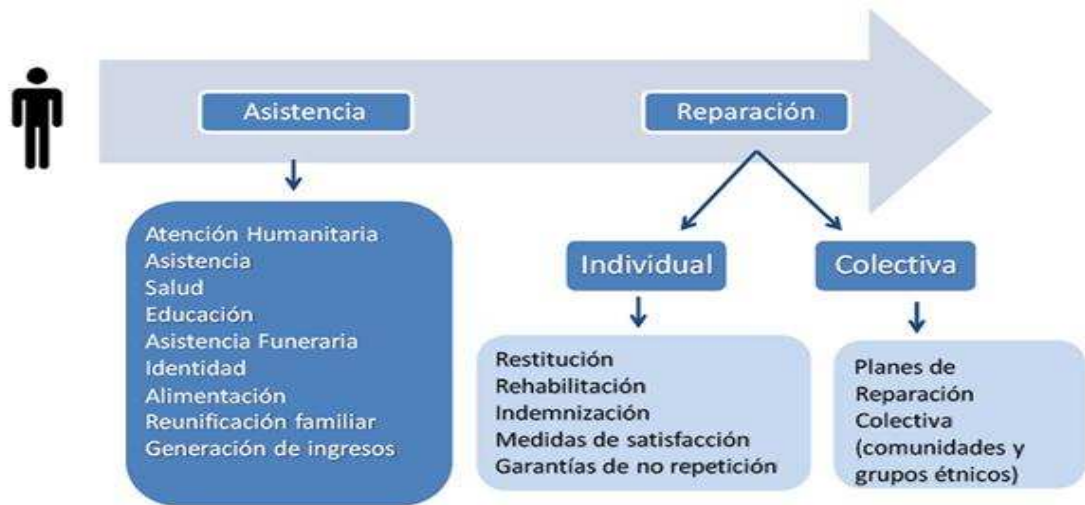 Asistencia
Reparación
Atención Humanitaria
Asistencia
Salud
Educación
Asistencia Funeraria
Identidad
Alimentación
Reunificación familiar
Generación de ingresos
Individual
Restitución
Rehabilitación
Indemnización
Medidas de satisfacción
Garantías de no repetición
Colectiva
Planes de
Reparación
Colectiva
(comunidades y
grupos étnicos)